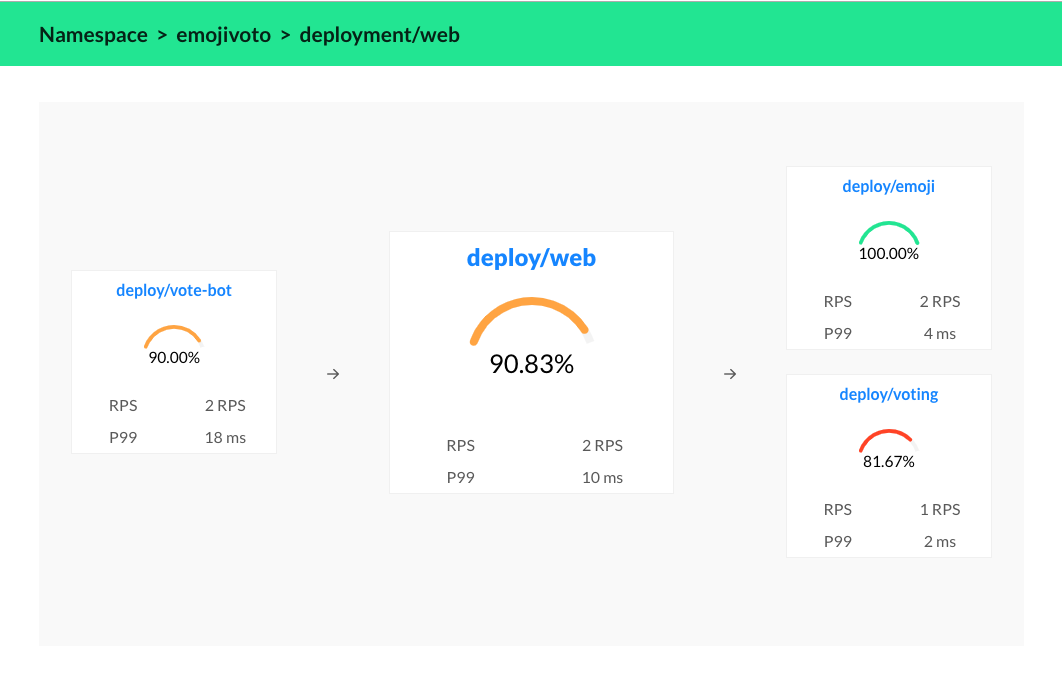 Namespace > emojivoto > deployment/web
deploy/vote-bot
90.00%
RPS 2 RPS
P99 18 ms
→
deploy/web
90.83%
RPS 2 RPS
P99 10 ms
→
deploy/emoji
100.00%
RPS 2 RPS
P99 4 ms
deploy/voting
81.67%
RPS 1 RPS
P99 2 ms